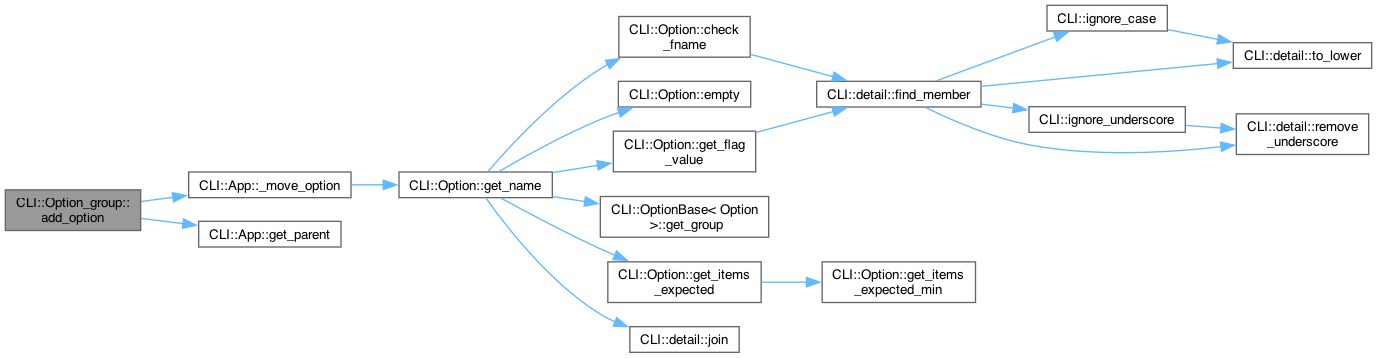 CLI::Option_group::
add_option
CLI::App::_move_option
CLI::App::get_parent
CLI::Option::get_name
CLI::Option::check
_fname
CLI::Option::empty
CLI::Option::get_flag
_value
CLI::OptionBase< Option
>::get_group
CLI::Option::get_items
_expected
CLI::detail::join
CLI::detail::find_member
CLI::Option::get_items
_expected_min
CLI::ignore_case
CLI::ignore_underscore
CLI::detail::to_lower
CLI::detail::remove
_underscore